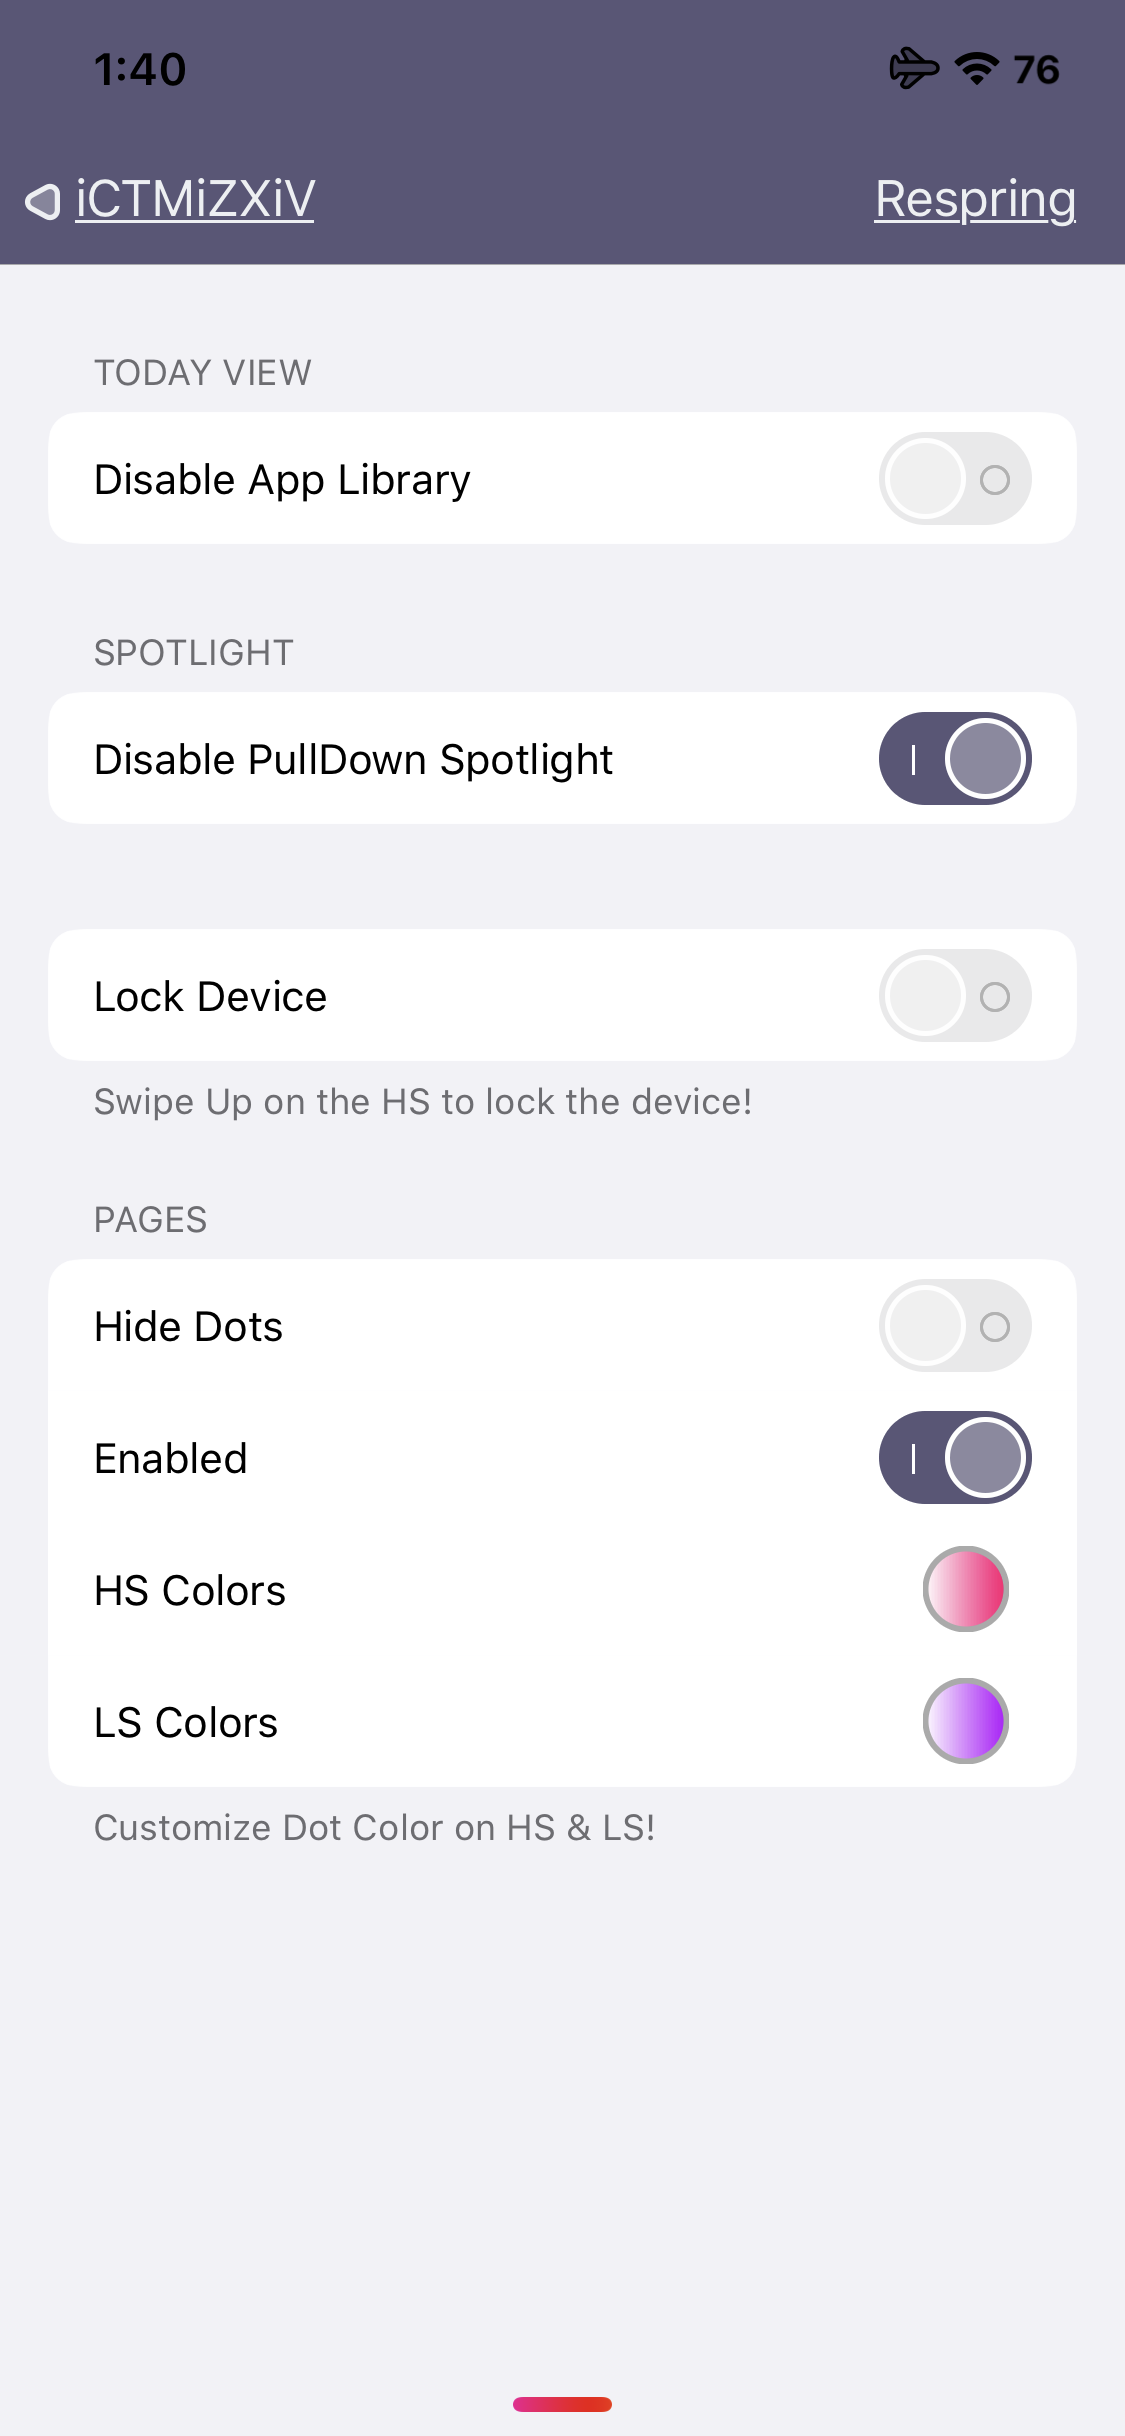 1:40 76
iCTMiZXiV Respring
TODAY VIEW
Disable App Library
SPOTLIGHT
Disable PullDown Spotlight
Lock Device
Swipe Up on the HS to lock the device!
PAGES
Hide Dots
Enabled
HS Colors
LS Colors
Customize Dot Color on HS & LS!